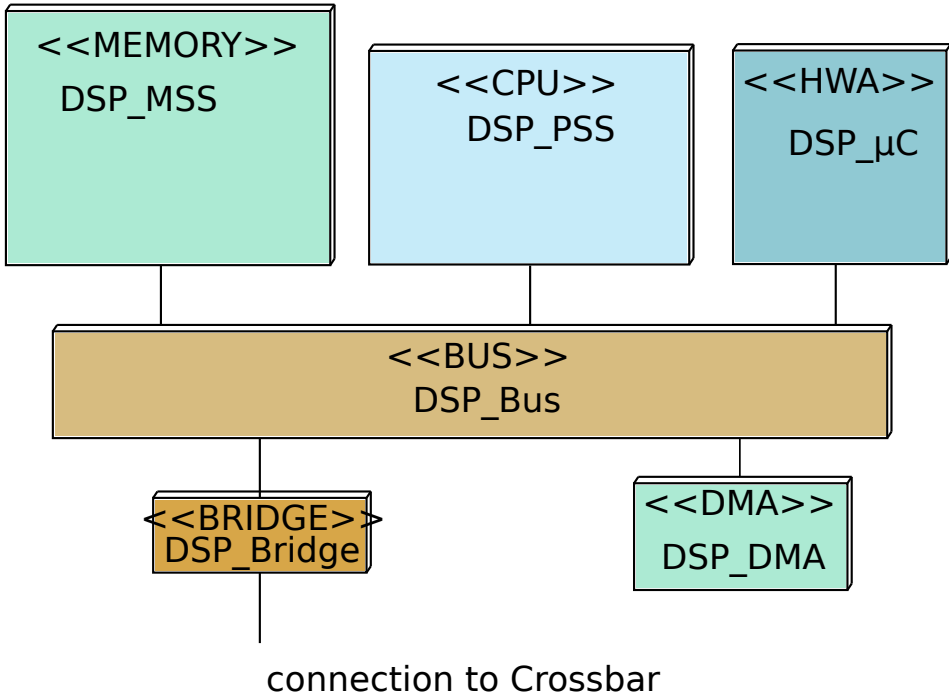 <<MEMORY>>
DSP_MSS
<<CPU>>
DSP_PSS
<<HWA>>
DSP_µC
<<BUS>>
DSP_Bus
<<BRIDGE>>
DSP_Bridge
<<DMA>>
DSP_DMA
connection to Crossbar